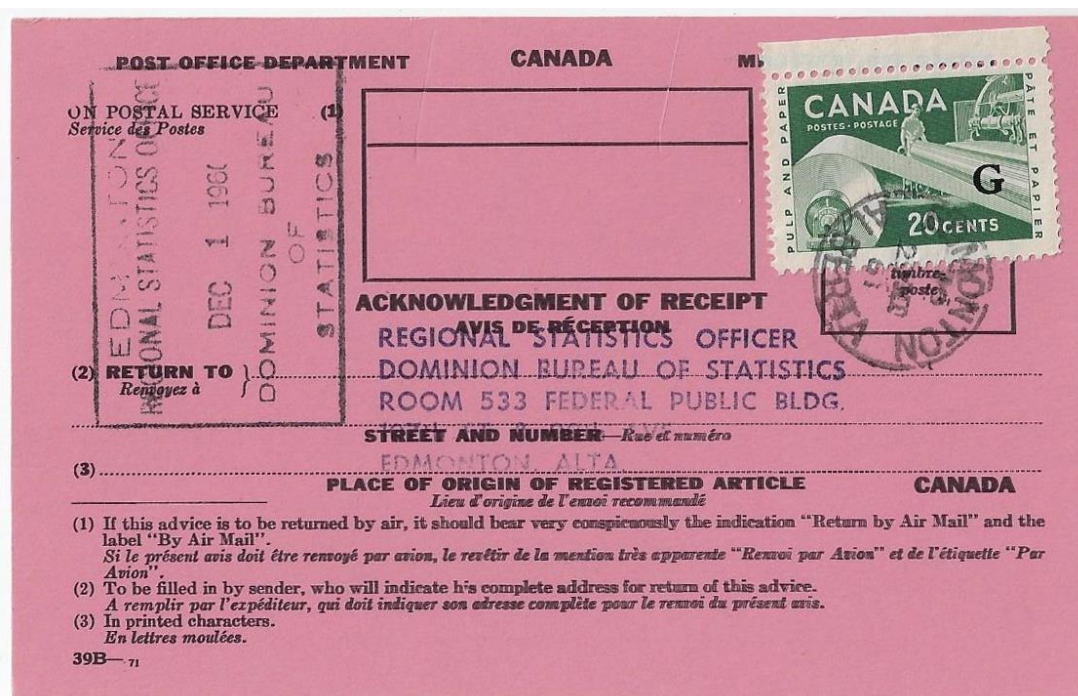 POST OFFICE DEPARTMENT CANADA
ON POSTAL SERVICE (1)
Service des Postes
EDMONTON
REGIONAL STATISTICS OFFICE
DEC 1 1960
DOMINION BUREAU
OF
STATISTICS
PULP AND PAPER
CANADA
POSTES - POSTAGE
G
20 CENTS
PÂTE ET PAPIER
EDMONTON
ALBERTA
timbre-
poste
ACKNOWLEDGMENT OF RECEIPT
AVIS DE RÉCEPTION
REGIONAL STATISTICS OFFICER
(2) RETURN TO } DOMINION BUREAU OF STATISTICS
Renvoyez à
ROOM 533 FEDERAL PUBLIC BLDG.
STREET AND NUMBER—Rue et numéro
(3) EDMONTON, ALTA
PLACE OF ORIGIN OF REGISTERED ARTICLE CANADA
Lieu d'origine de l'envoi recommandé
(1) If this advice is to be returned by air, it should bear very conspicuously the indication “Return by Air Mail” and the
label “By Air Mail”.
Si le présent avis doit être renvoyé par avion, le revêtir de la mention très apparente “Renvoi par Avion” et de l'étiquette “Par
Avion”.
(2) To be filled in by sender, who will indicate his complete address for return of this advice.
A remplir par l'expéditeur, qui doit indiquer son adresse complète pour le renvoi du présent avis.
(3) In printed characters.
En lettres moulées.
39B— 71